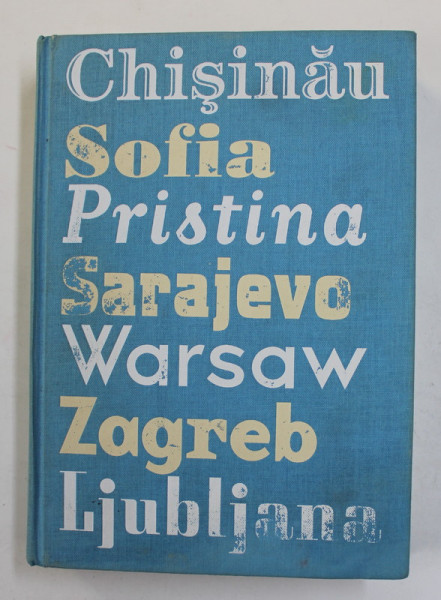 Chişinău
Sofia
Pristina
Sarajevo
Warsaw
Zagreb
Ljubljana